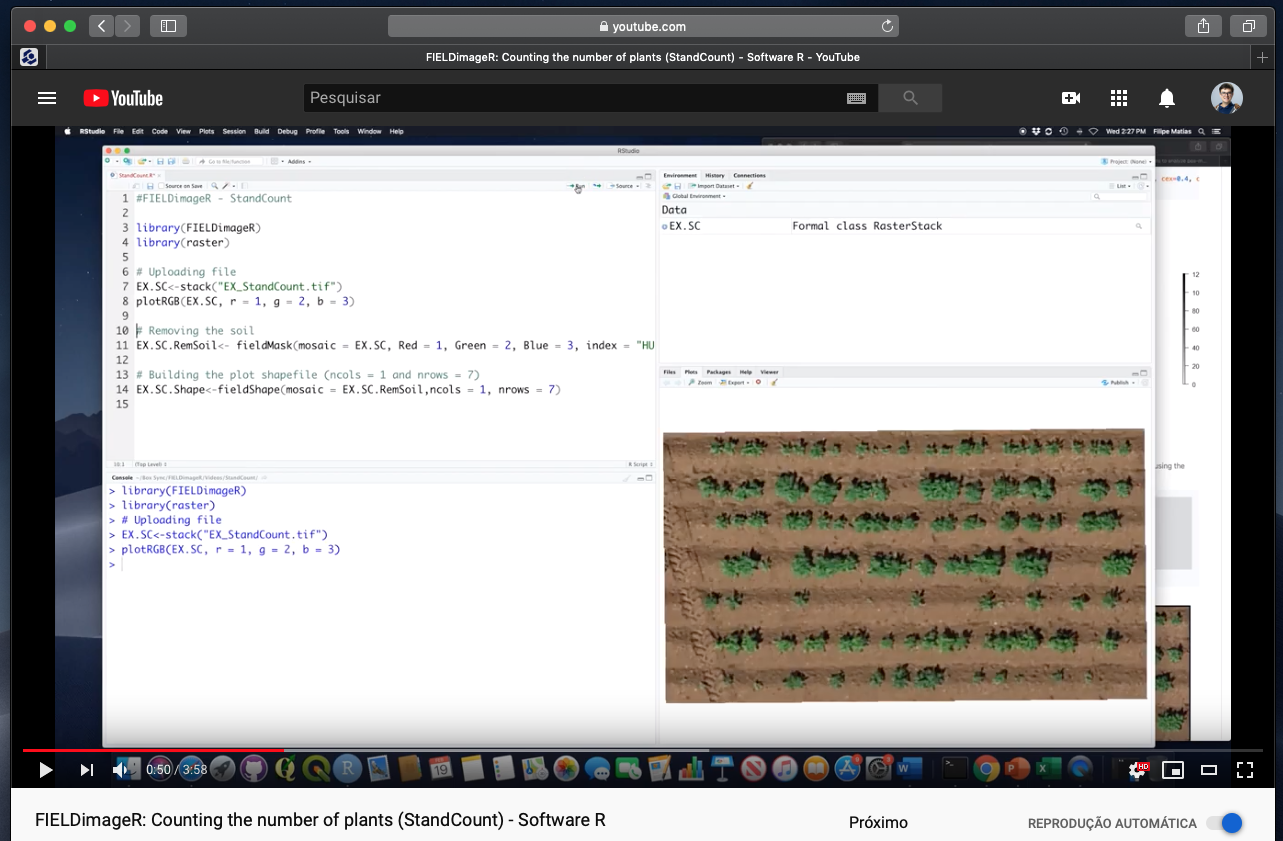 youtube.com
FIELDimageR: Counting the number of plants (StandCount) - Software R - YouTube
YouTube
Pesquisar
RStudio File Edit Code View Plots Session Build Debug Profile Tools Window Help
Wed 2:27 PM Filipe Matias
RStudio
Go to file/function
Addins
Project: (None)
StandCount.R*
Source on Save
Run
Source
1 #FIELDimageR - StandCount
2
3 library(FIELDimageR)
4 library(raster)
5
6 # Uploading file
7 EX.SC<-stack("EX_StandCount.tif")
8 plotRGB(EX.SC, r = 1, g = 2, b = 3)
9
10 # Removing the soil
11 EX.SC.RemSoil<- fieldMask(mosaic = EX.SC, Red = 1, Green = 2, Blue = 3, index = "HU
12
13 # Building the plot shapefile (ncols = 1 and nrows = 7)
14 EX.SC.Shape<-fieldShape(mosaic = EX.SC.RemSoil,ncols = 1, nrows = 7)
15
10:1 (Top Level) R Script
Console ~/Box Sync/FIELDimageR/Videos/StandCount/
> library(FIELDimageR)
> library(raster)
> # Uploading file
> EX.SC<-stack("EX_StandCount.tif")
> plotRGB(EX.SC, r = 1, g = 2, b = 3)
>
Environment History Connections
Import Dataset
List
Global Environment
Data
EX.SC Formal class RasterStack
Files Plots Packages Help Viewer
Zoom Export
Publish
cex=0.4, c
12
10
80
60
40
20
0
using the
19
0:50 / 3:58
HD
FIELDimageR: Counting the number of plants (StandCount) - Software R
Próximo
REPRODUÇÃO AUTOMÁTICA